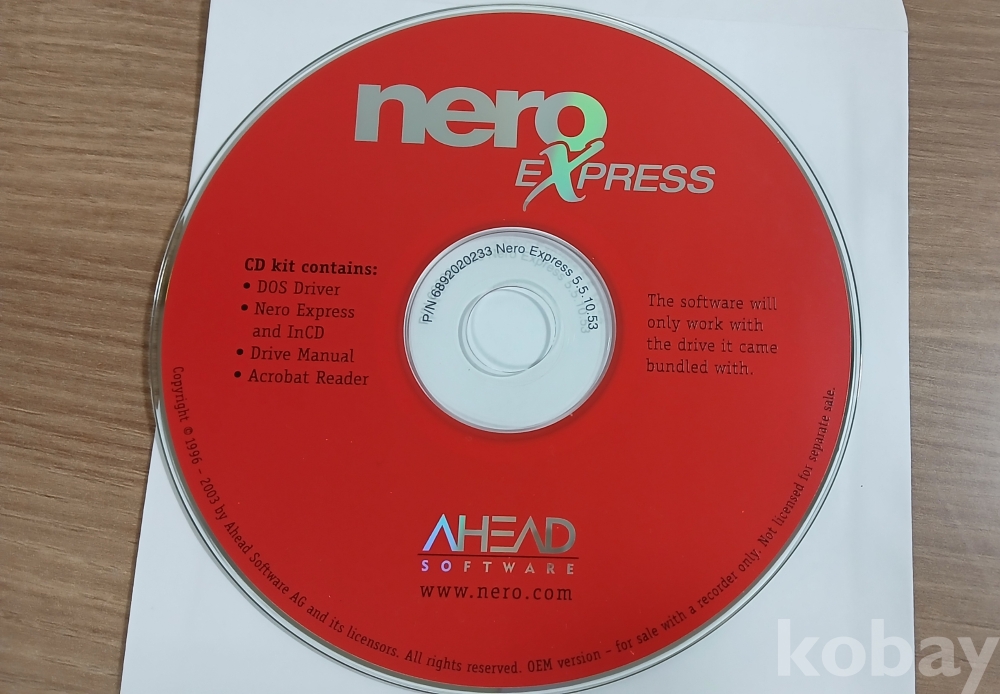 nero
EXPRESS
P/N 6892020233 Nero Express 5.5.10.53
CD kit contains:
• DOS Driver
• Nero Express
and InCD
• Drive Manual
• Acrobat Reader
The software will
only work with
the drive it came
bundled with.
AHEAD
SOFTWARE
www.nero.com
Copyright © 1996 – 2003 by Ahead Software AG and its licensors. All rights reserved. OEM version – for sale with a recorder only. Not licensed for separate sale.
kobay